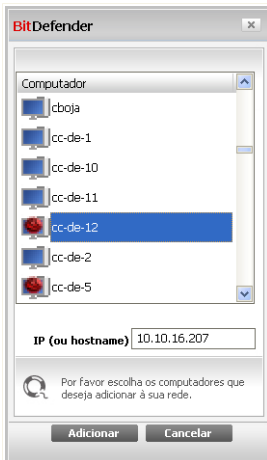 BitDefender
Computador
cboja
cc-de-1
cc-de-10
cc-de-11
cc-de-12
cc-de-2
cc-de-5
IP (ou hostname) 10.10.16.207
Por favor escolha os computadores que
deseja adicionar à sua rede.
Adicionar Cancelar